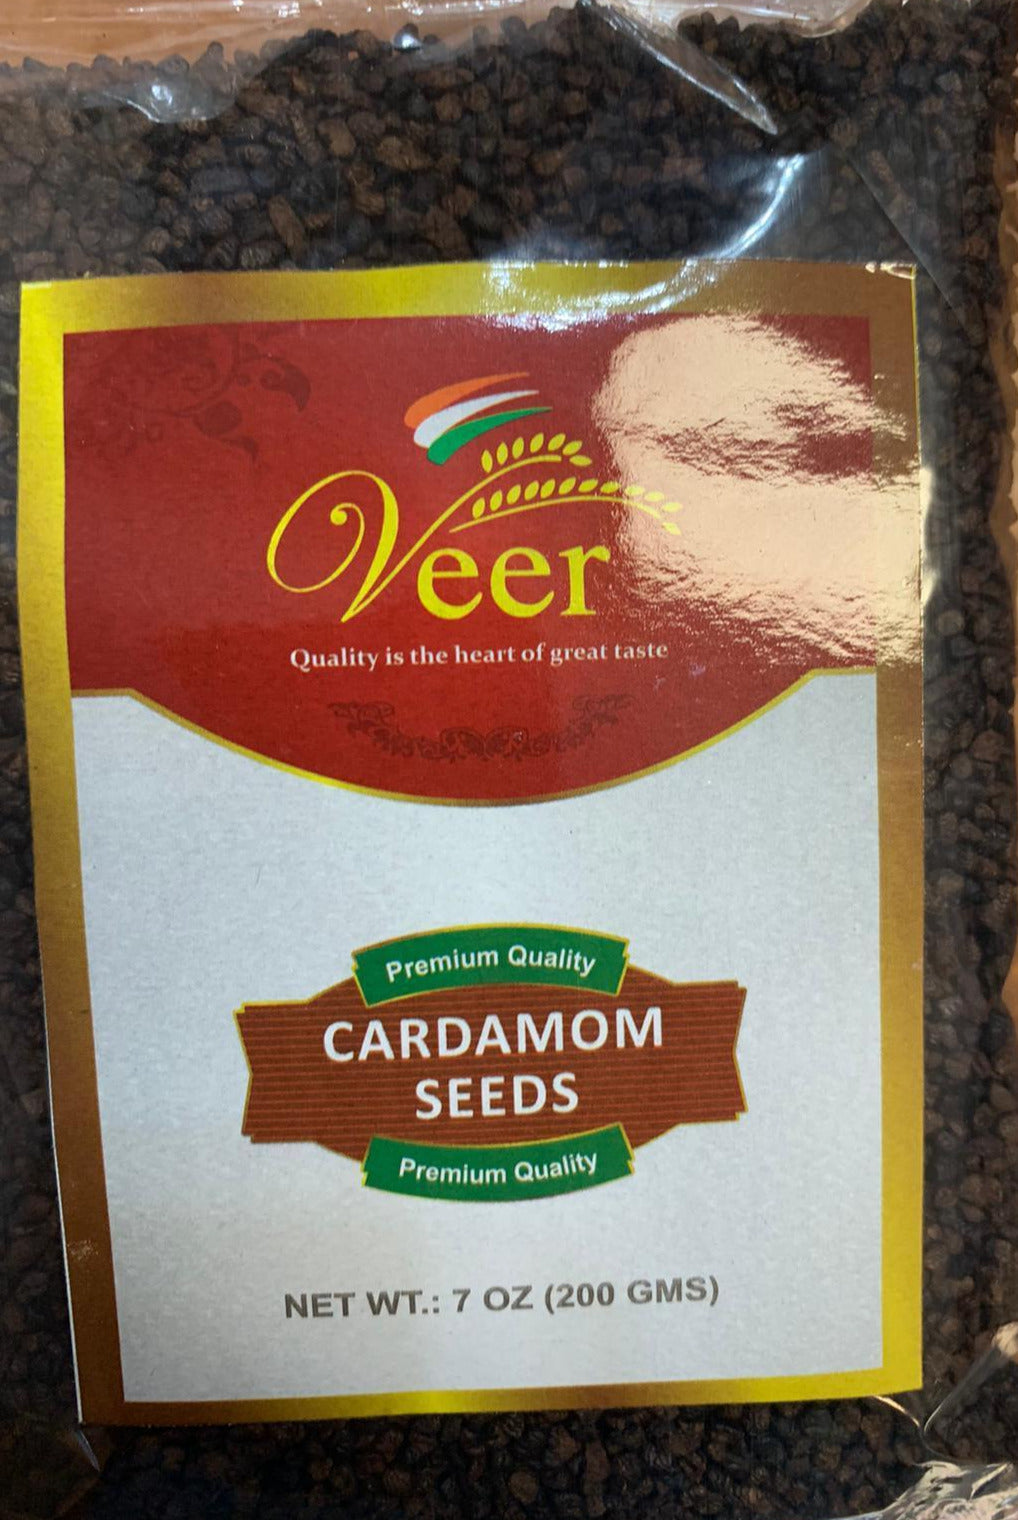 Veer
Quality is the heart of great taste
Premium Quality
CARDAMOM
SEEDS
Premium Quality
NET WT.: 7 OZ (200 GMS)